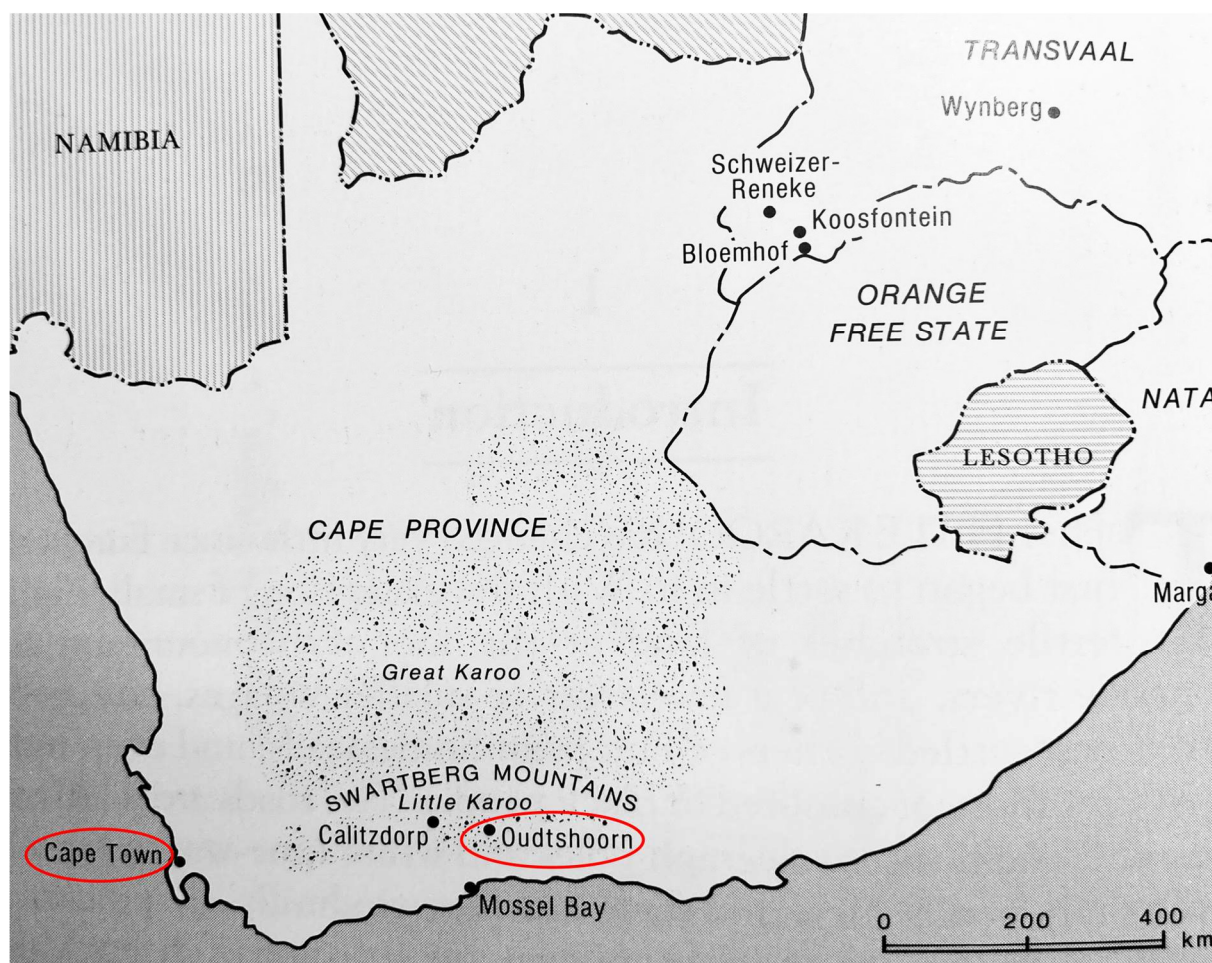 TRANSVAAL
Wynberg
NAMIBIA
Schweizer-
Reneke
Koosfontein
Bloemhof
ORANGE
FREE STATE
NATA
LESOTHO
CAPE PROVINCE
Marga
Great Karoo
SWARTBERG MOUNTAINS
Little Karoo
Calitzdorp
Oudtshoorn
Cape Town
Mossel Bay
0 200 400
km